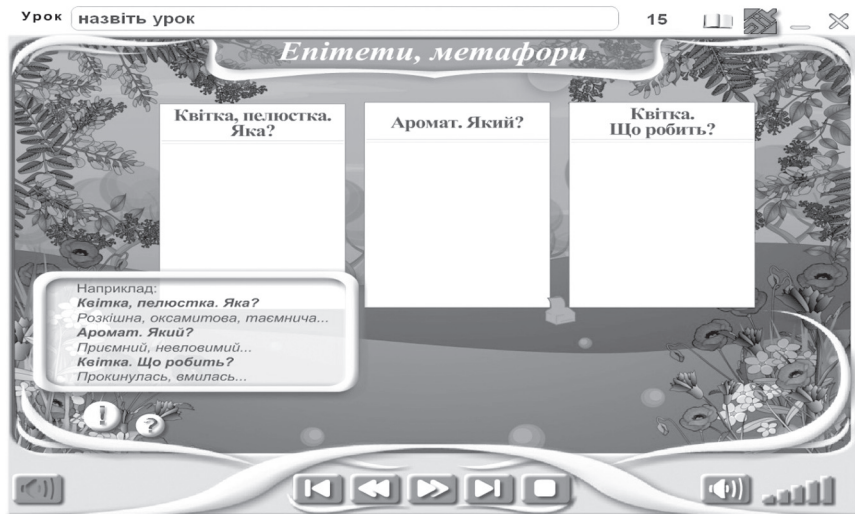 Урок назвіть урок 15
Епітети, метафори
Квітка, пелюстка.
Яка?
Аромат. Який?
Квітка.
Що робить?
Наприклад:
Квітка, пелюстка. Яка?
Розкішна, оксамитова, таємнича...
Аромат. Який?
Приємний, невловимий...
Квітка. Що робить?
Прокинулась, вмилась...
! ?